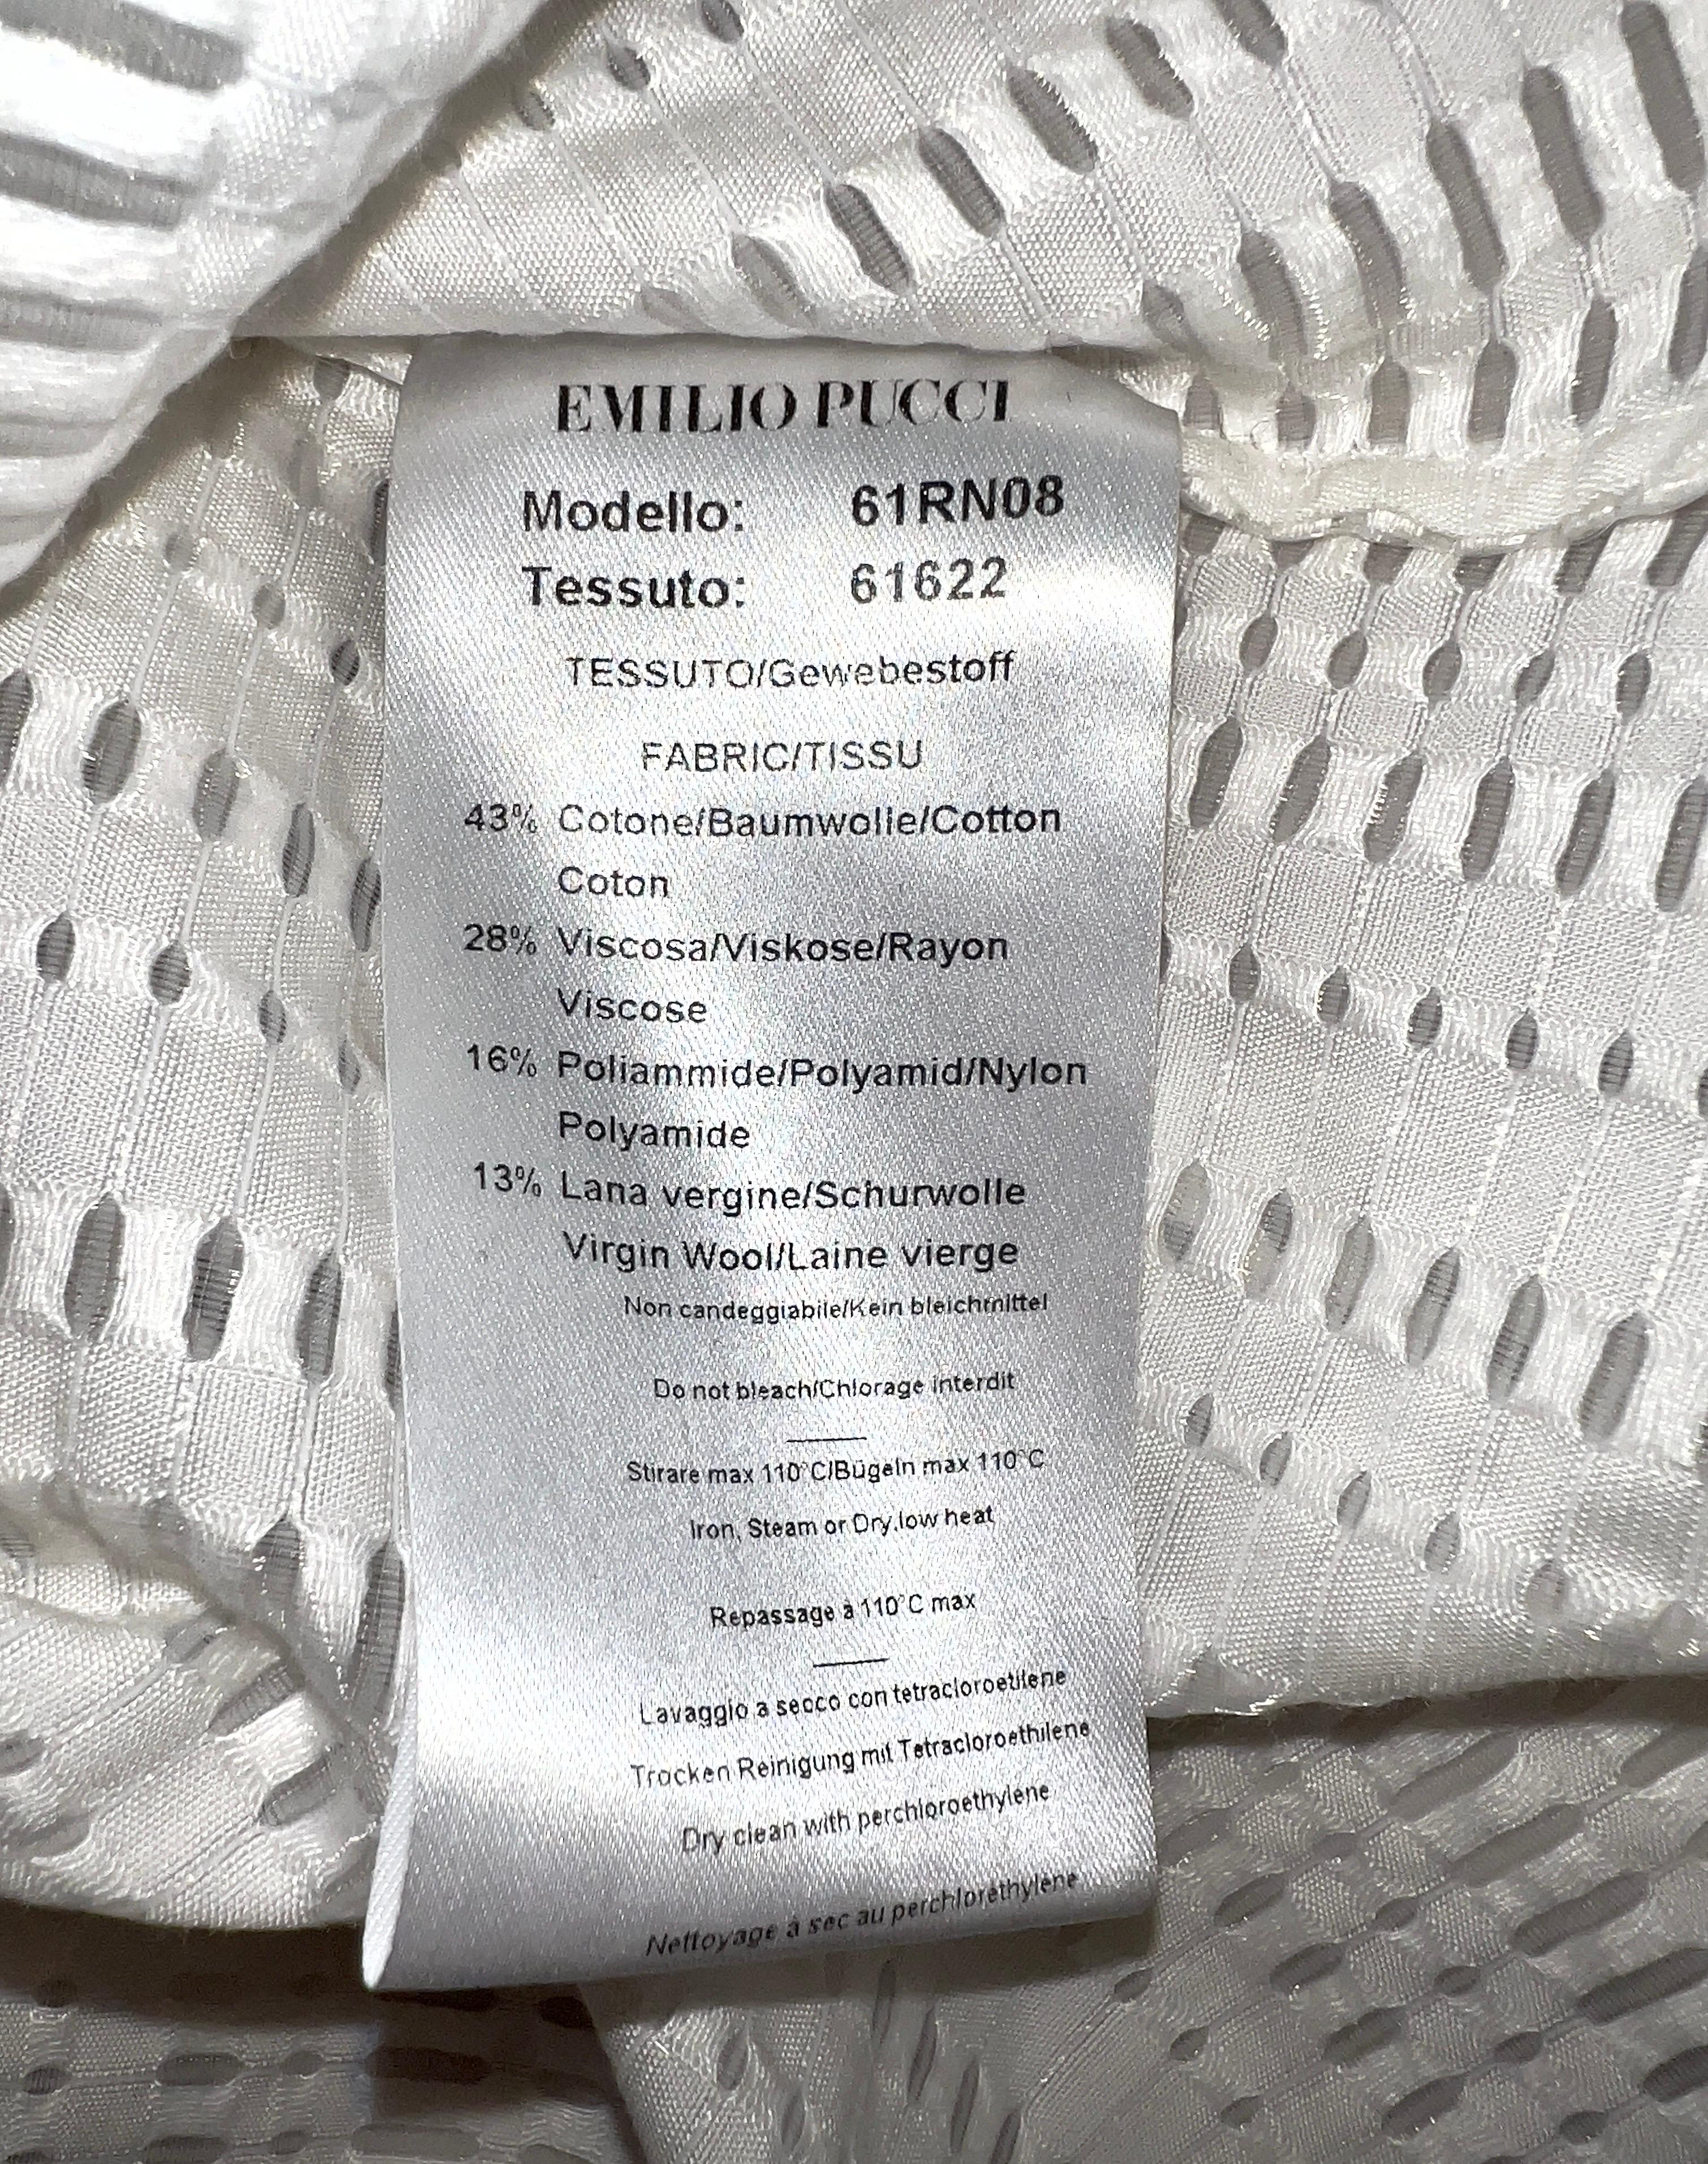 EMILIO PUCCI
Modello: 61RN08
Tessuto: 61622
TESSUTO/Gewebestoff
FABRIC/TISSU
43% Cotone/Baumwolle/Cotton
Coton
28% Viscosa/Viskose/Rayon
Viscose
16% Poliammide/Polyamid/Nylon
Polyamide
13% Lana vergine/Schurwolle
Virgin Wool/Laine vierge
Non candeggiabile/Kein bleichmittel
Do not bleach/Chlorage interdit
Stirare max 110°C/Bügeln max 110°C
Iron, Steam or Dry,low heat
Repassage à 110°C max
Lavaggio a secco con tetracloroetilene
Trocken Reinigung mit Tetracloroethilene
Dry clean with perchloroethylene
Nettoyage à sec au perchloréthylène